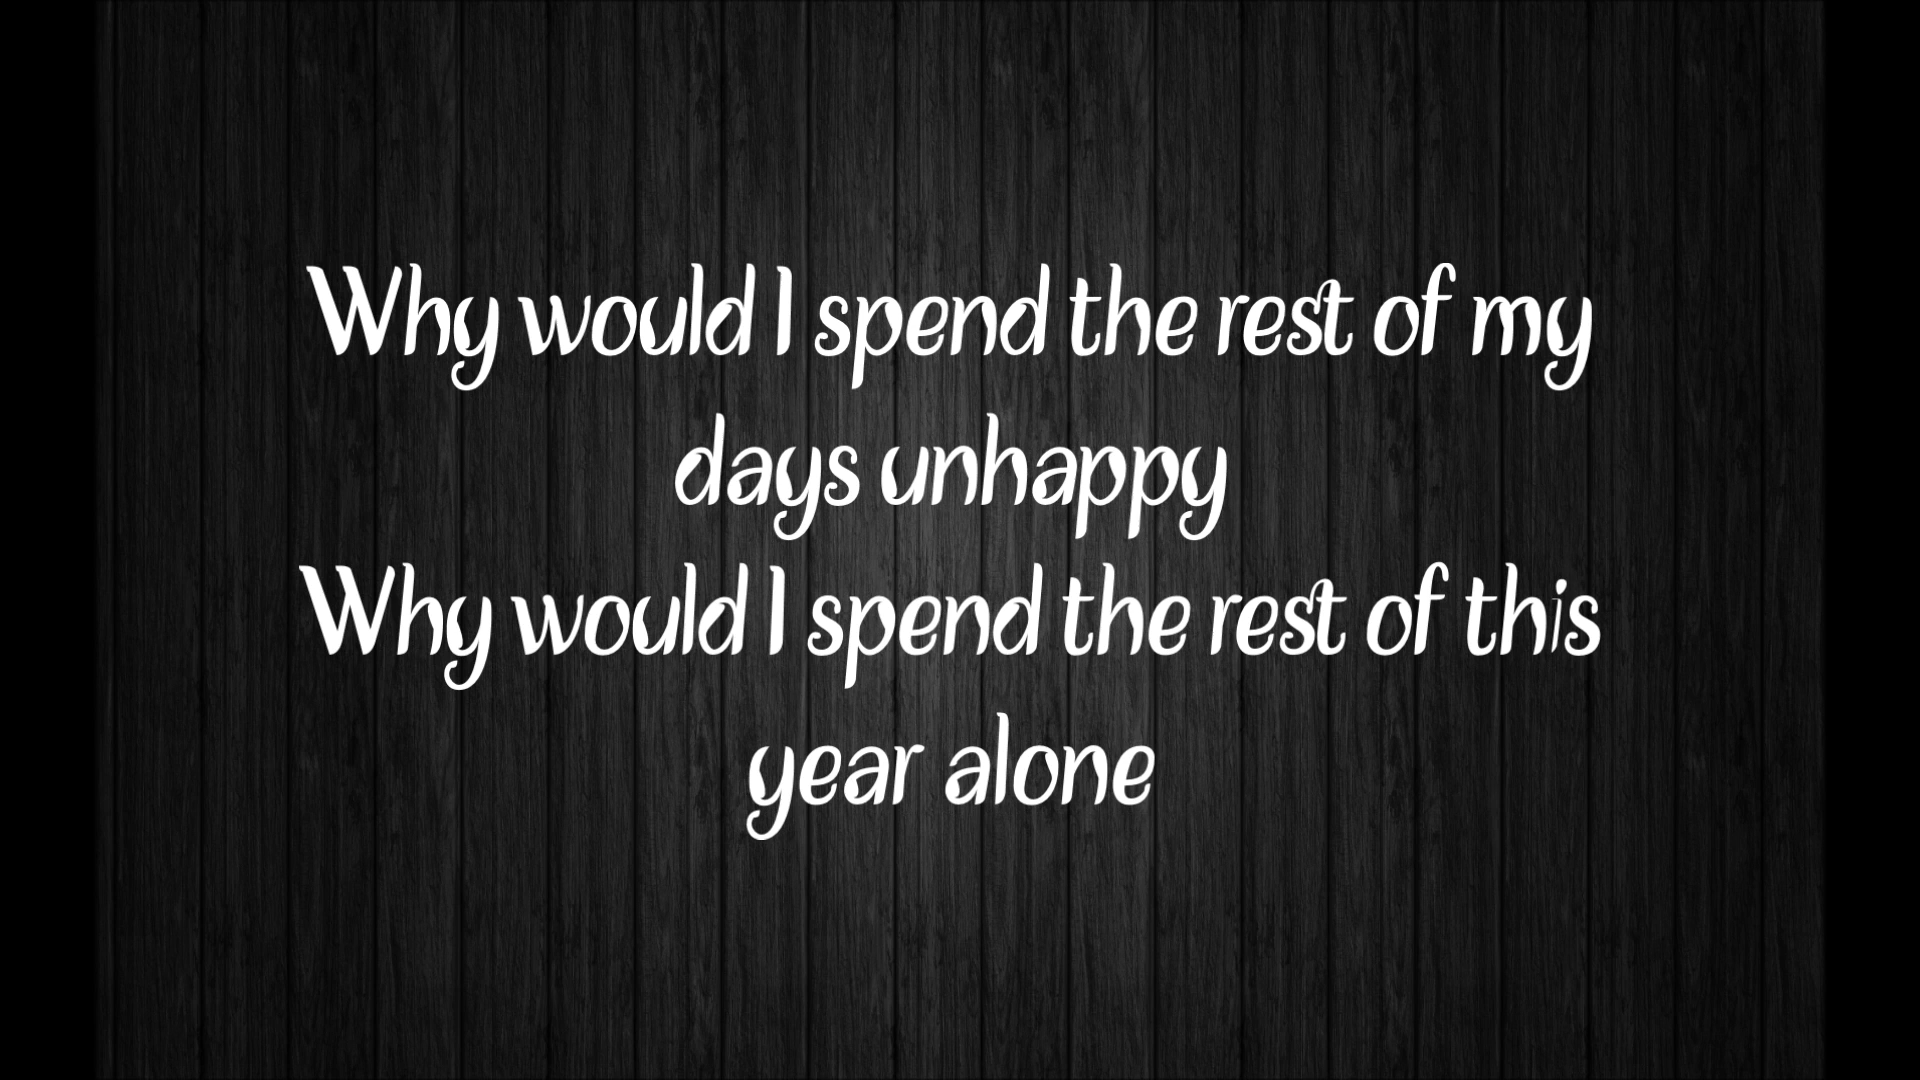 Why would I spend the rest of my
days unhappy
Why would I spend the rest of this
year alone